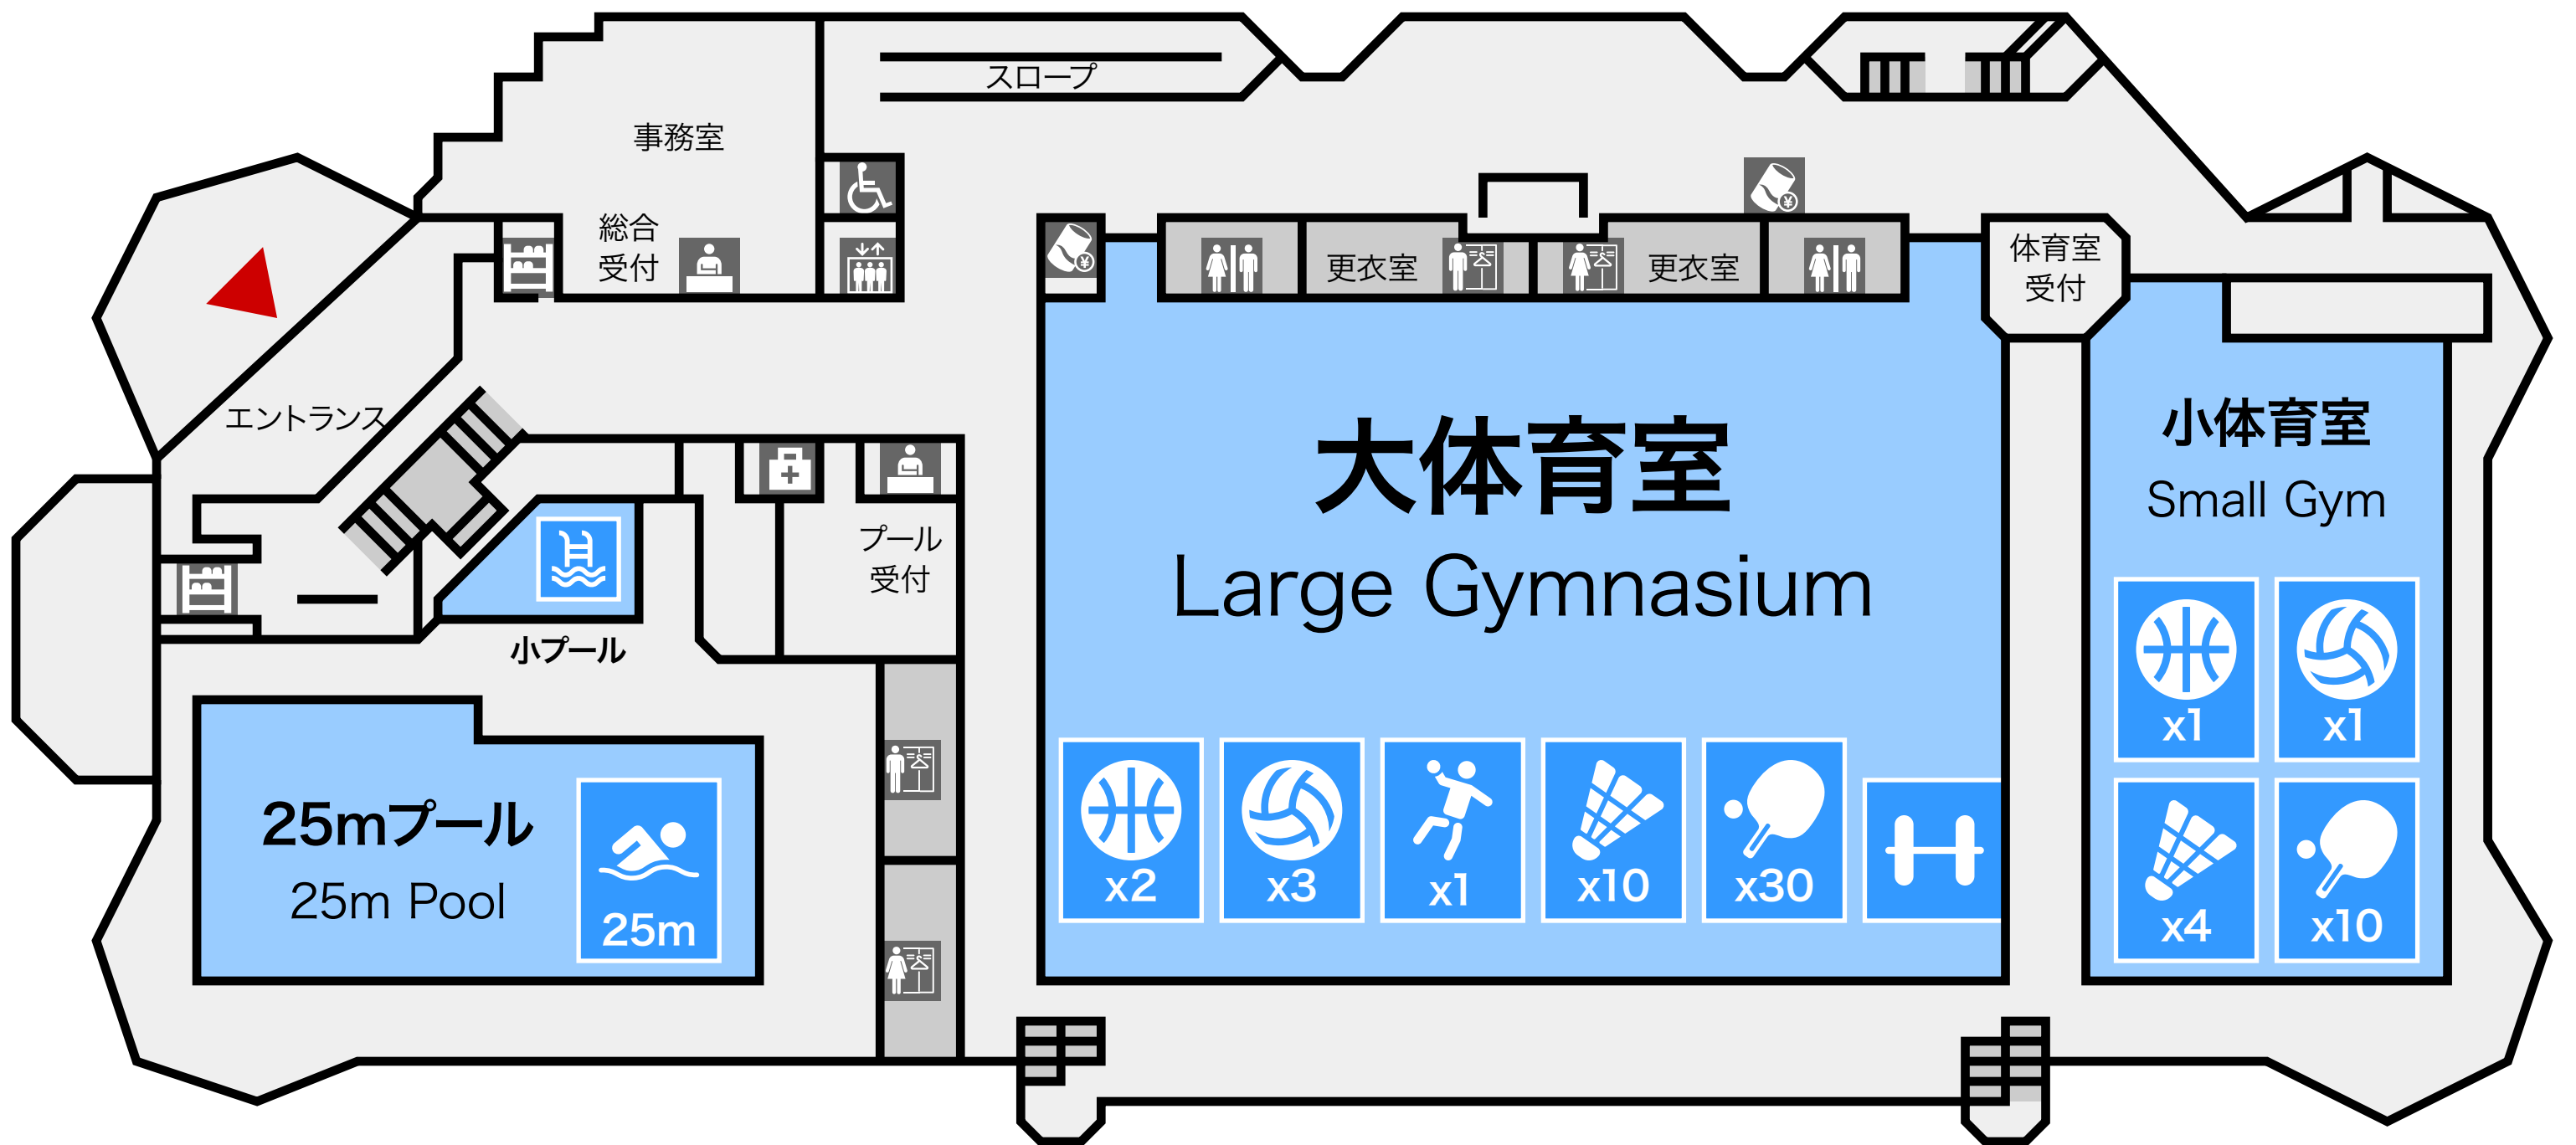 スロープ
事務室
総合
受付
更衣室
更衣室
体育室
受付
エントランス
大体育室
Large Gymnasium
小体育室
Small Gym
プール
受付
小プール
25mプール
25m Pool
25m
x2
x3
x1
x10
x30
x1
x1
x4
x10